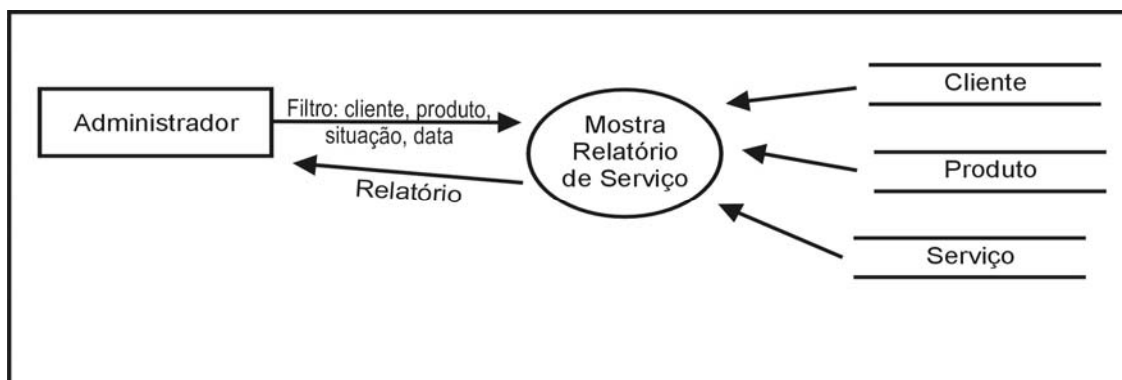 Administrador
Filtro: cliente, produto,
situação, data
Relatório
Mostra
Relatório
de Serviço
Cliente
Produto
Serviço